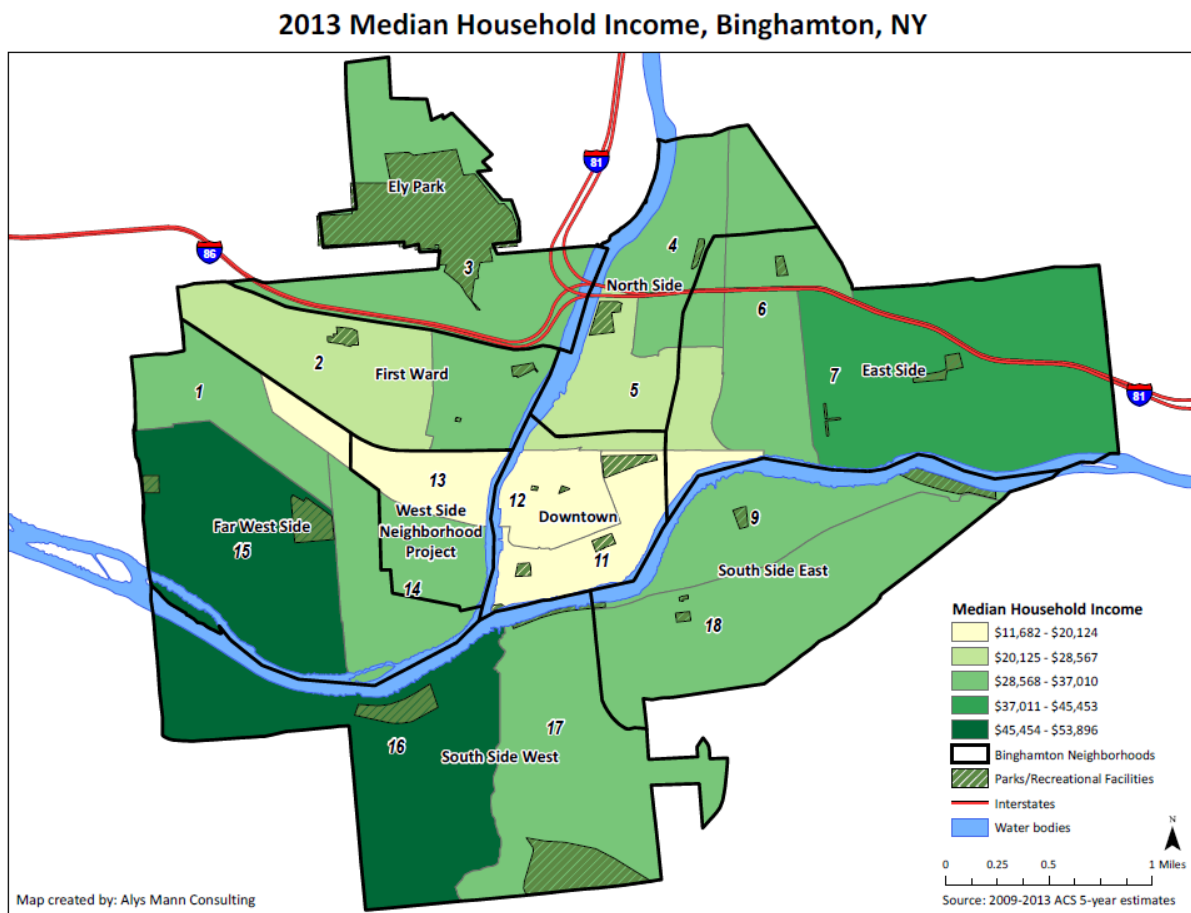 2013 Median Household Income, Binghamton, NY
81
Ely Park
86
3
4
North Side
6
2
First Ward
1
5
7
East Side
81
13
12
West Side
Neighborhood
Project
Downtown
9
Far West Side
15
11
South Side East
14
18
17
16
South Side West
Median Household Income
$11,682 - $20,124
$20,125 - $28,567
$28,568 - $37,010
$37,011 - $45,453
$45,454 - $53,896
Binghamton Neighborhoods
Parks/Recreational Facilities
Interstates
Water bodies
N
0 0.25 0.5 1 Miles
Map created by: Alys Mann Consulting
Source: 2009-2013 ACS 5-year estimates